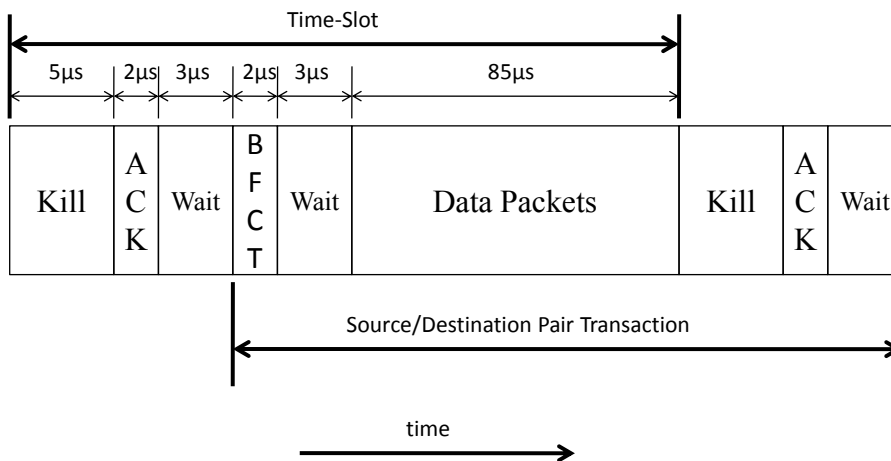 Time-Slot
5μs 2μs 3μs 2μs 3μs 85μs
Kill
A
C
K
Wait
B
F
C
T
Wait
Data Packets
Kill
A
C
K
Wait
Source/Destination Pair Transaction
time